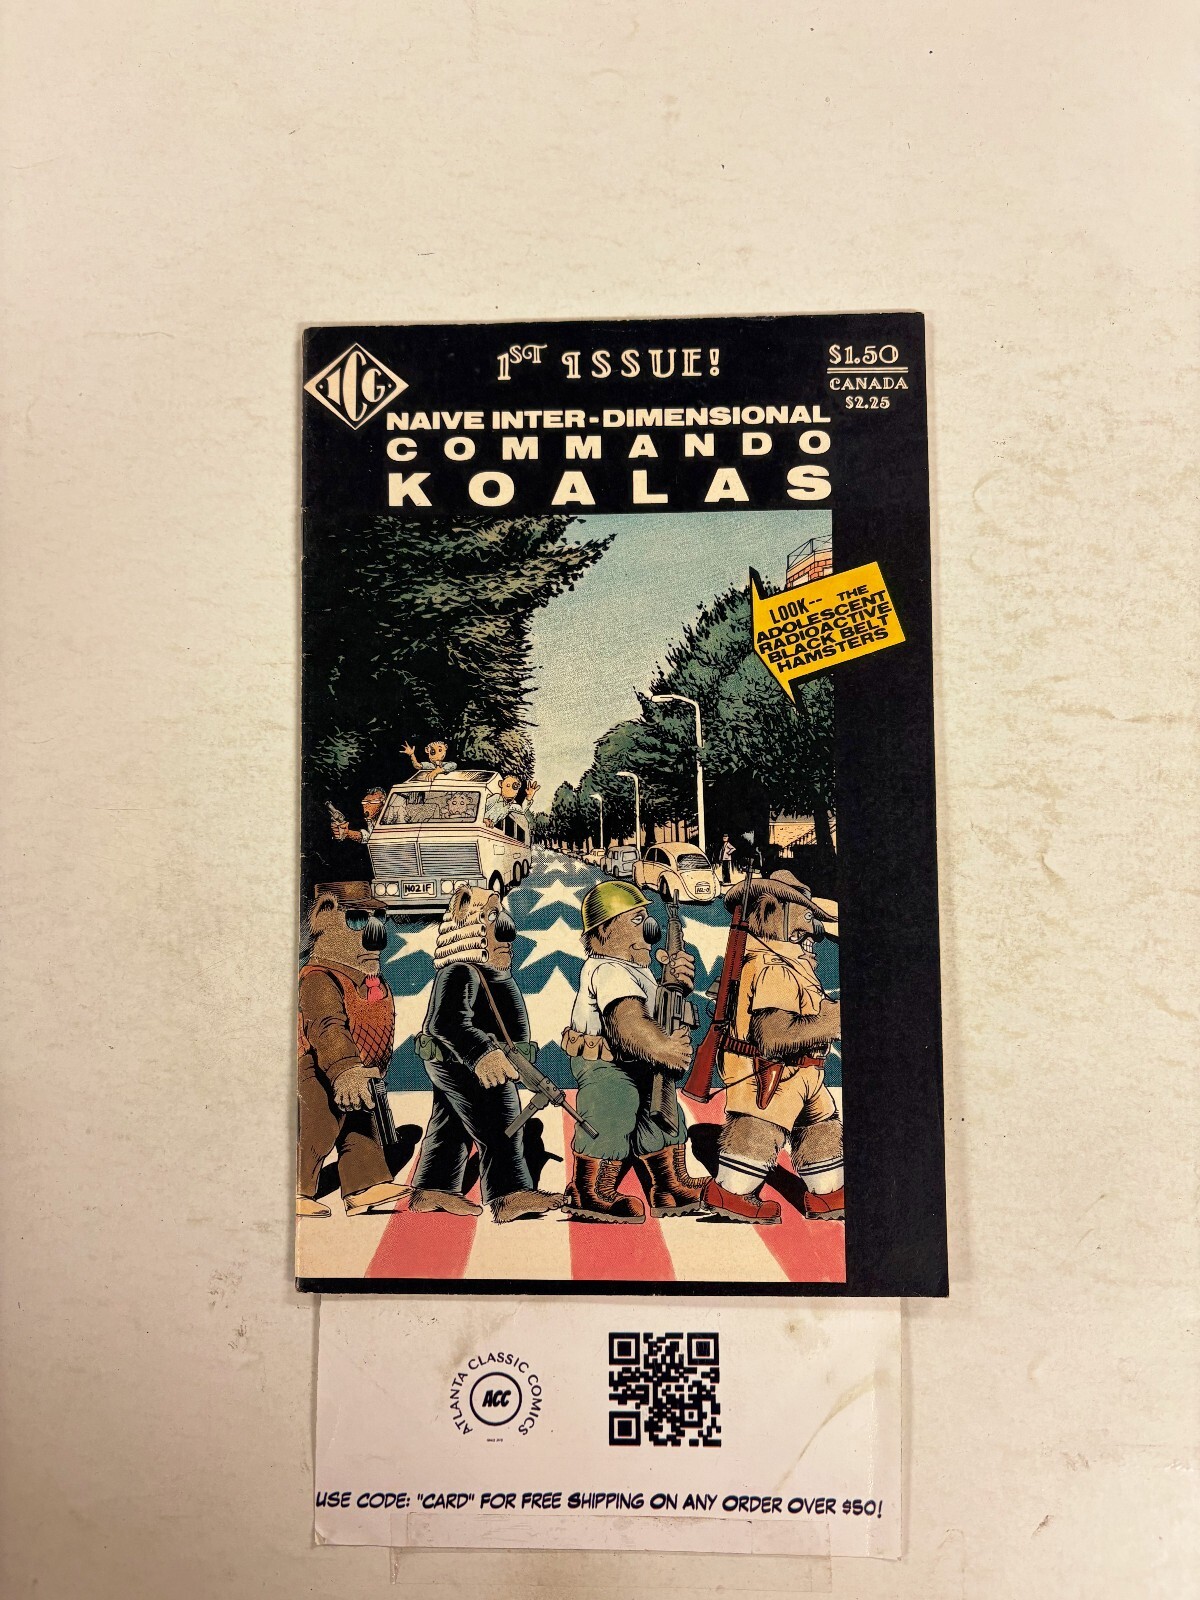 1ST ISSUE!
$1.50
CANADA
$2.25
·ICG·
NAIVE INTER-DIMENSIONAL
COMMANDO
KOALAS
LOOK-- THE
ADOLESCENT
RADIOACTIVE
BLACK BELT
HAMSTERS
NO2 1F
ATLANTA CLASSIC COMICS
ACC
USE CODE: "CARD" FOR FREE SHIPPING ON ANY ORDER OVER $50!